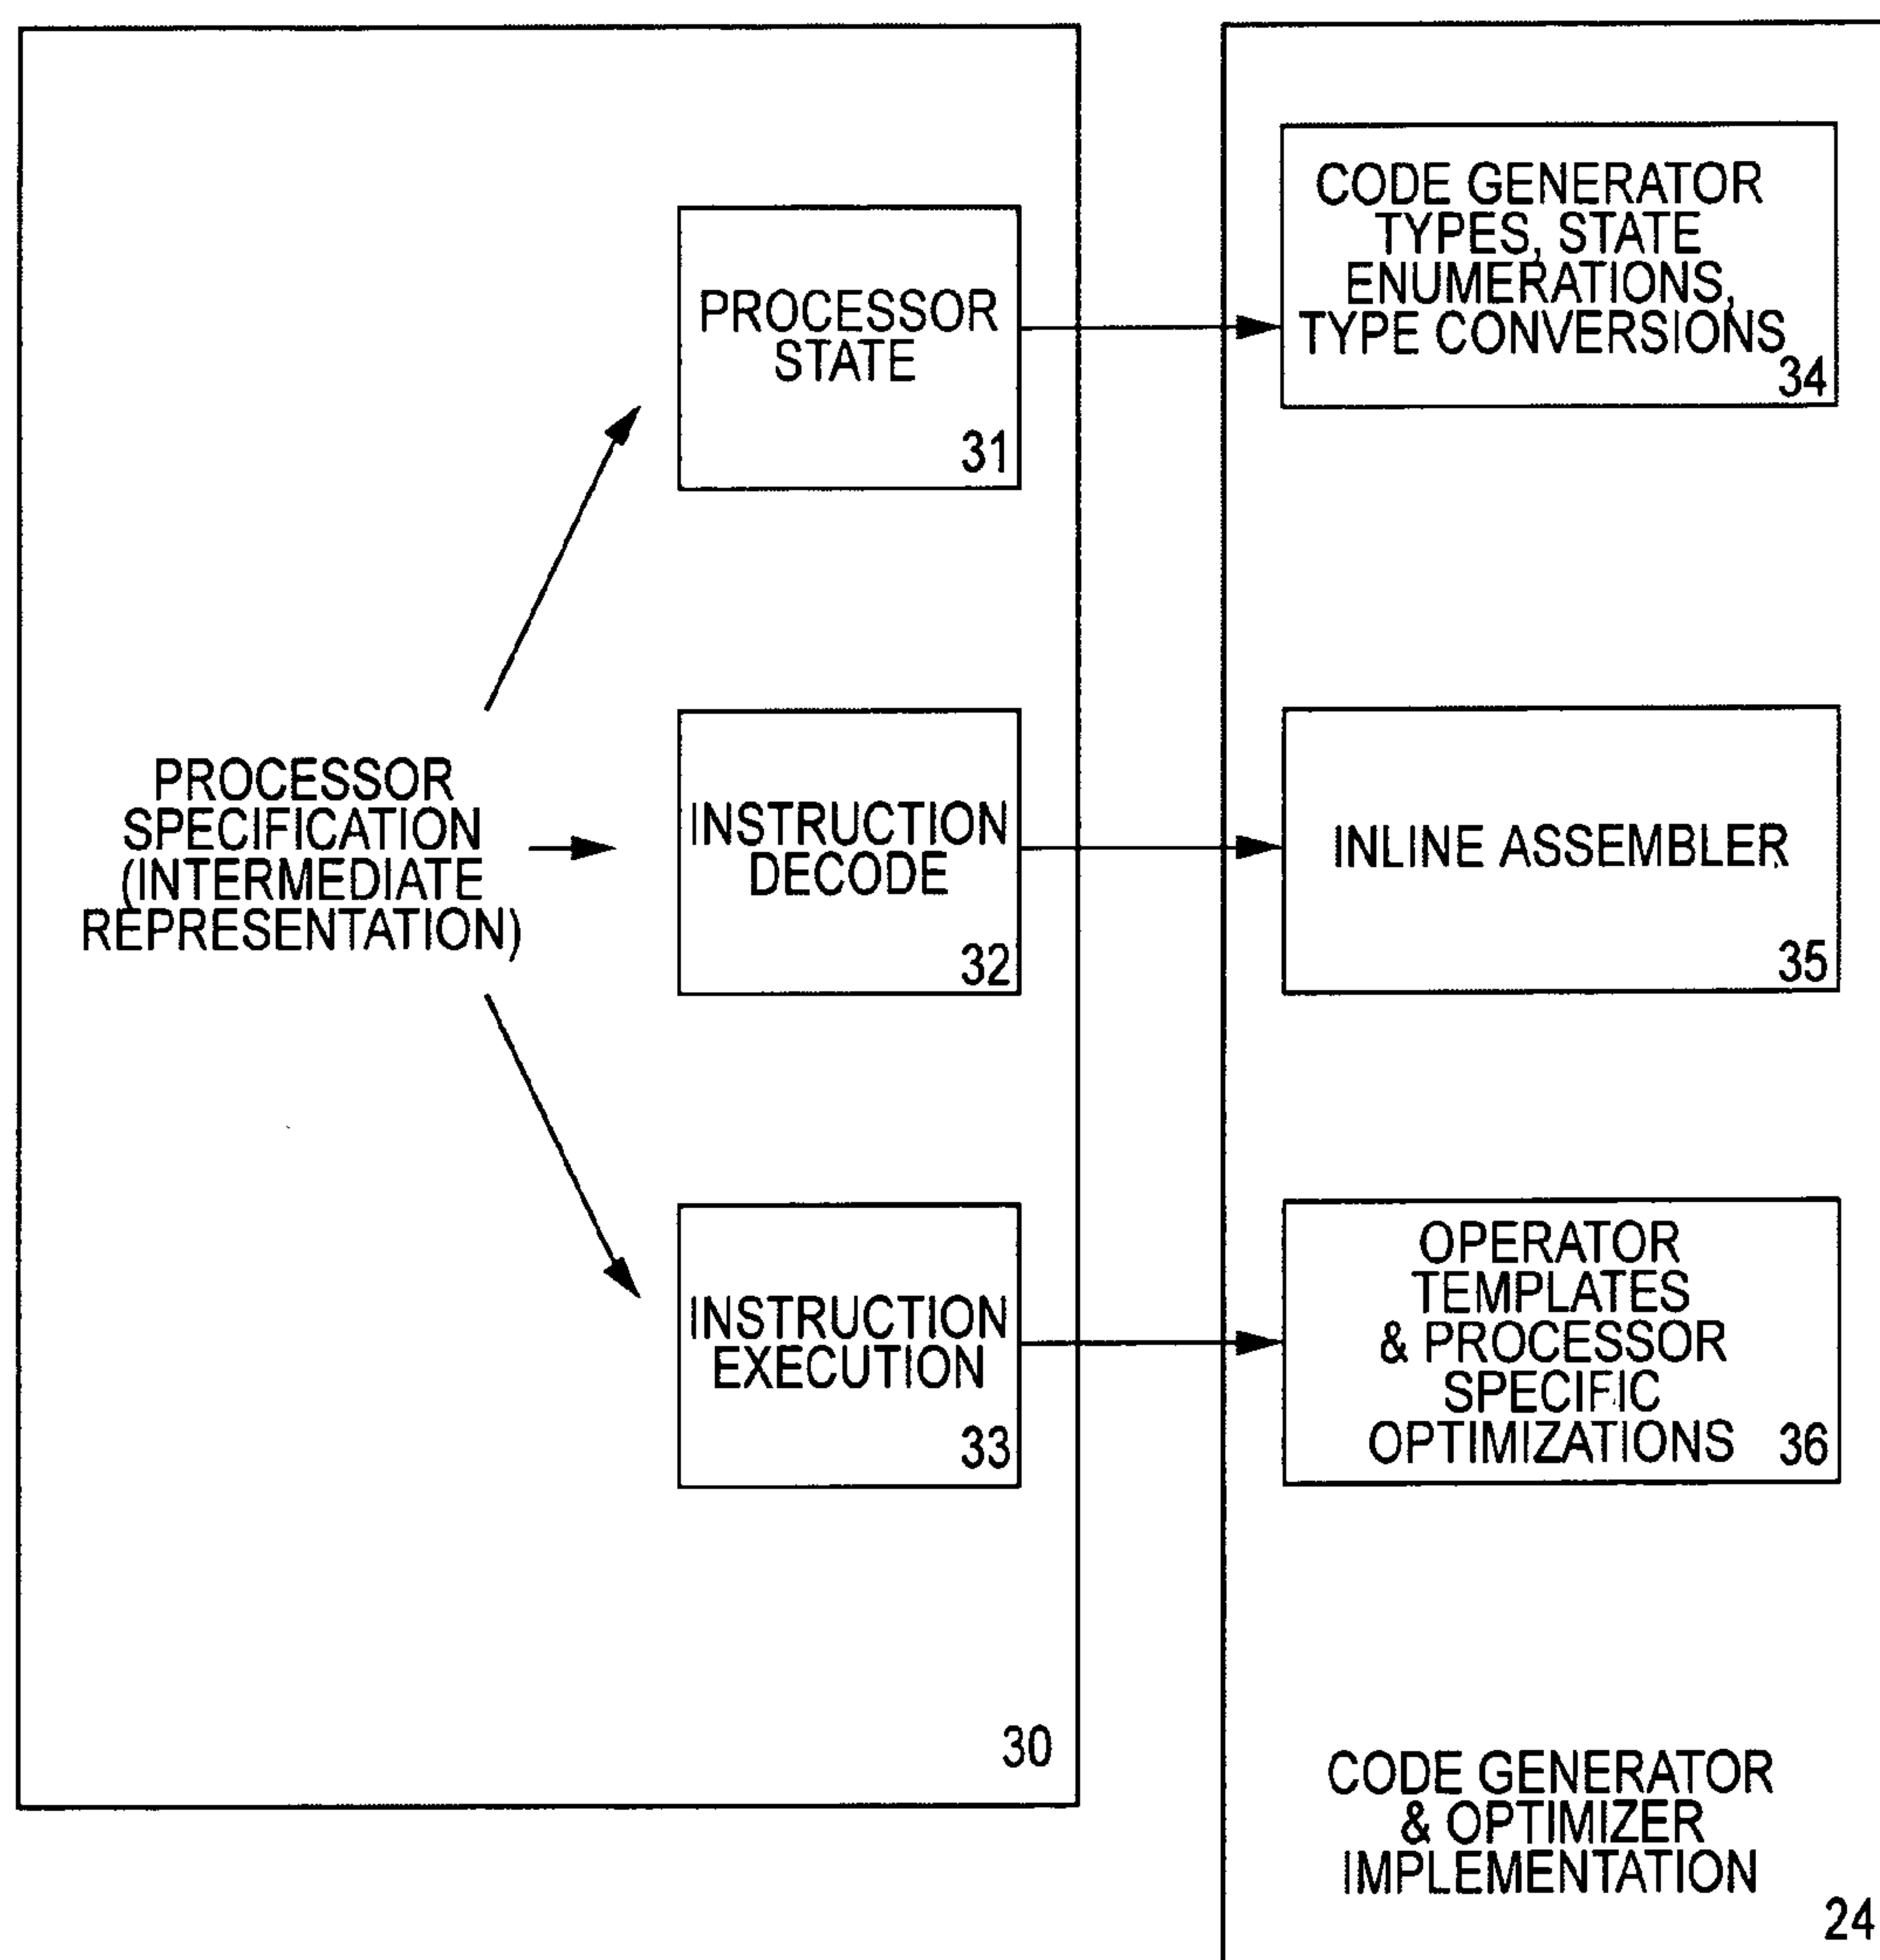 CODE GENERATOR
TYPES, STATE
ENUMERATIONS,
TYPE CONVERSIONS
34
PROCESSOR
STATE
31
PROCESSOR
SPECIFICATION
(INTERMEDIATE
REPRESENTATION)
INSTRUCTION
DECODE
32
INLINE ASSEMBLER
35
INSTRUCTION
EXECUTION
33
OPERATOR
TEMPLATES
& PROCESSOR
SPECIFIC
OPTIMIZATIONS 36
30
CODE GENERATOR
& OPTIMIZER
IMPLEMENTATION
24